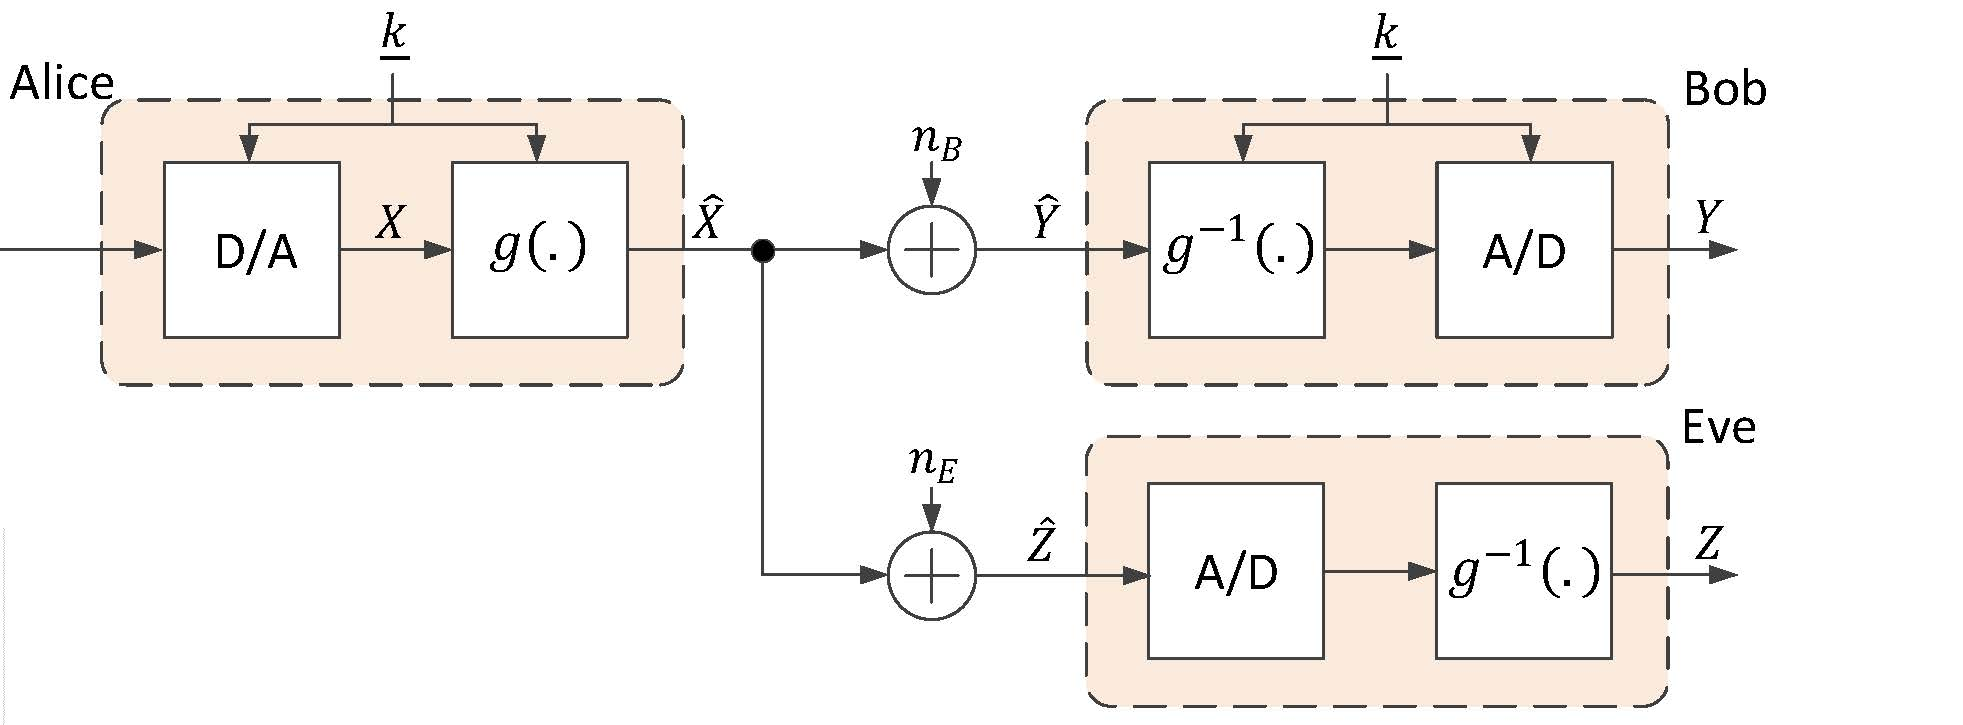 Alice
k
D/A
X
g(.)
X̂
n_B
Ŷ
k
Bob
g⁻¹(.)
A/D
Y
n_E
Ẑ
Eve
A/D
g⁻¹(.)
Z